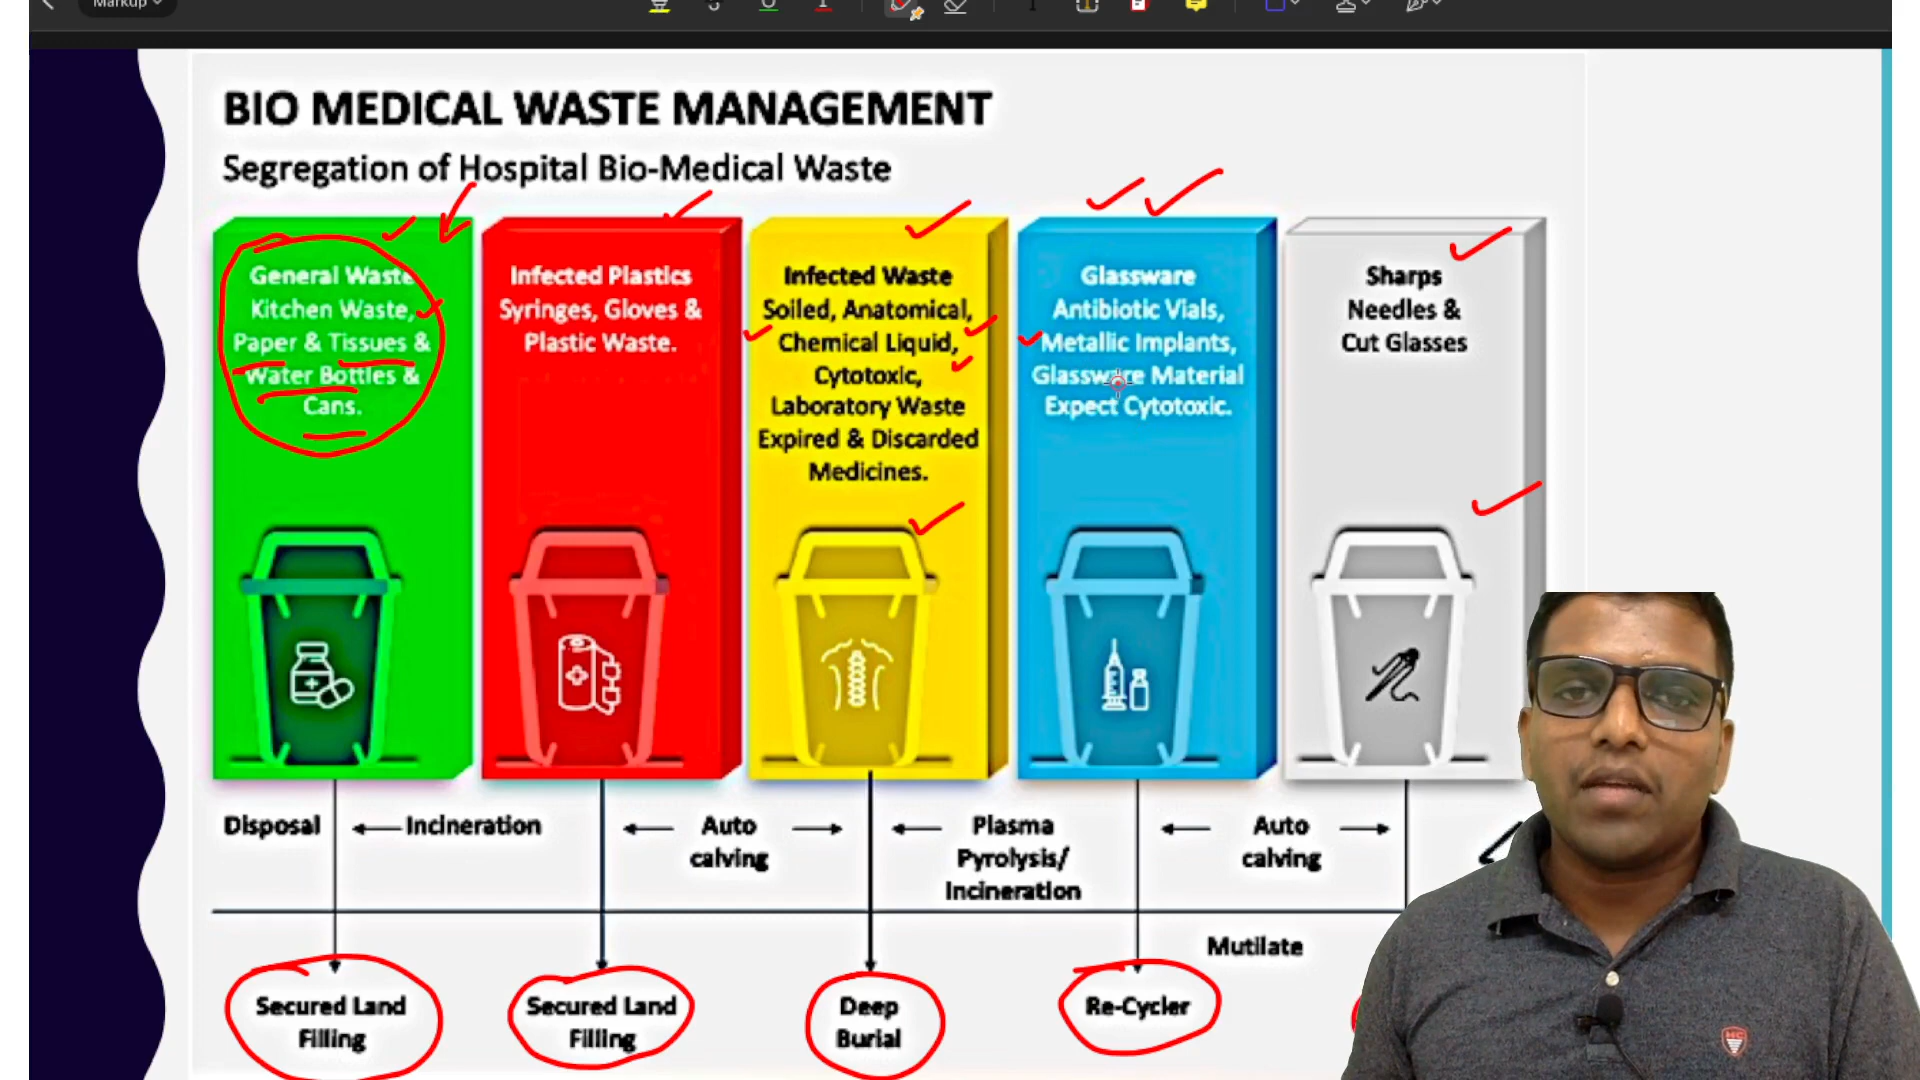 Markup
BIO MEDICAL WASTE MANAGEMENT
Segregation of Hospital Bio-Medical Waste
General Waste
Kitchen Waste,
Paper & Tissues &
Water Bottles &
Cans.
Infected Plastics
Syringes, Gloves &
Plastic Waste.
Infected Waste
Soiled, Anatomical,
Chemical Liquid,
Cytotoxic,
Laboratory Waste
Expired & Discarded
Medicines.
Glassware
Antibiotic Vials,
Metallic Implants,
Glassware Material
Expect Cytotoxic.
Sharps
Needles &
Cut Glasses
Disposal
Incineration
Auto
calving
Plasma
Pyrolysis/
Incineration
Auto
calving
Mutilate
Secured Land
Filling
Secured Land
Filling
Deep
Burial
Re-Cycler
HC